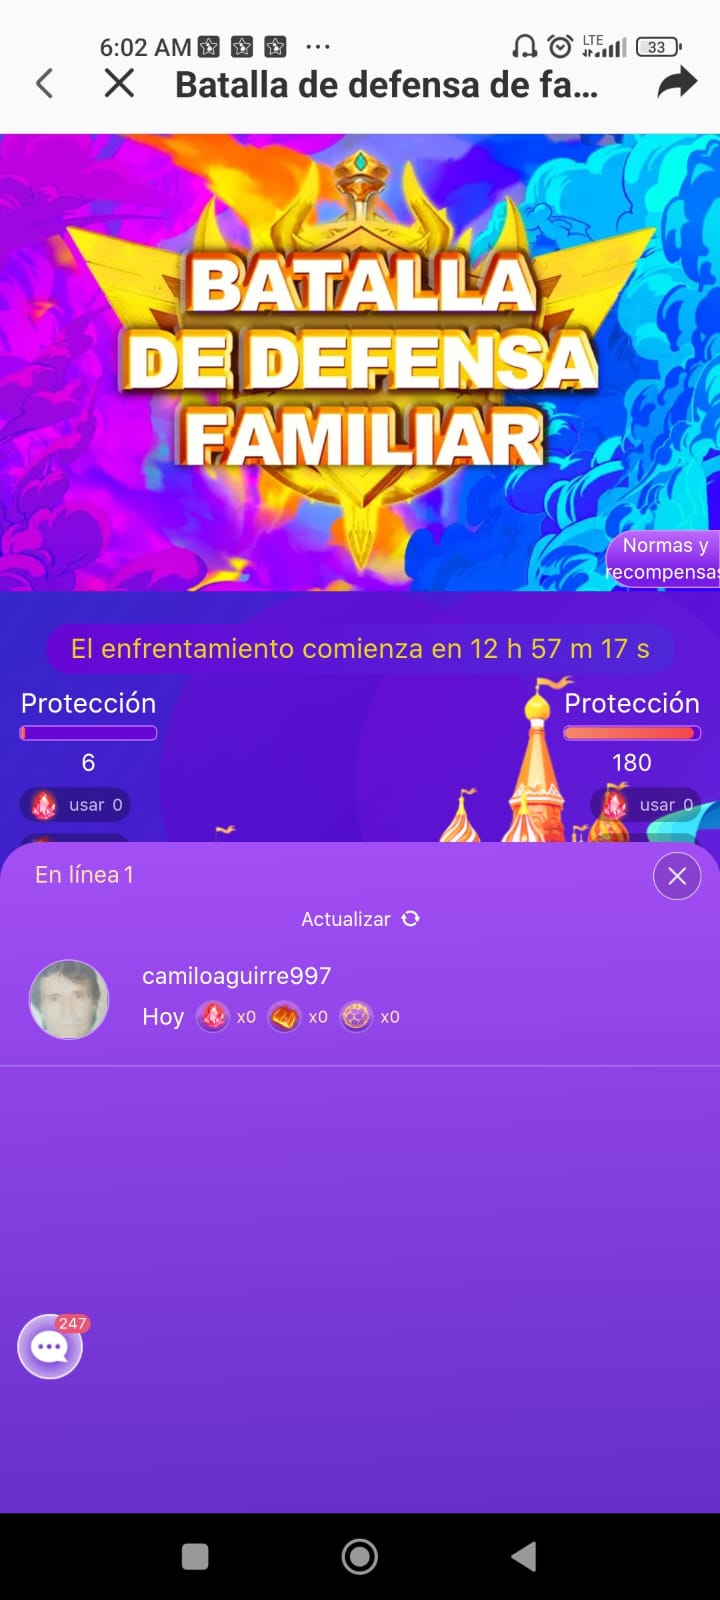 6:02 AM
LTE
33
Batalla de defensa de fa...
BATALLA
DE DEFENSA
FAMILIAR
Normas y
recompensas
El enfrentamiento comienza en 12 h 57 m 17 s
Protección
Protección
6
180
usar 0
usar 0
En línea 1
Actualizar
camiloaguirre997
Hoy x0 x0 x0
247